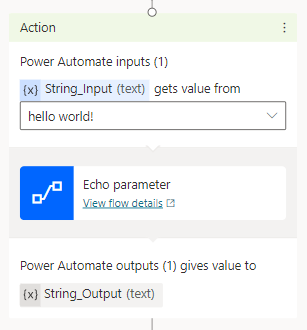 Action
Power Automate inputs (1)
{x} String_Input (text) gets value from
hello world!
Echo parameter
View flow details
Power Automate outputs (1) gives value to
{x} String_Output (text)